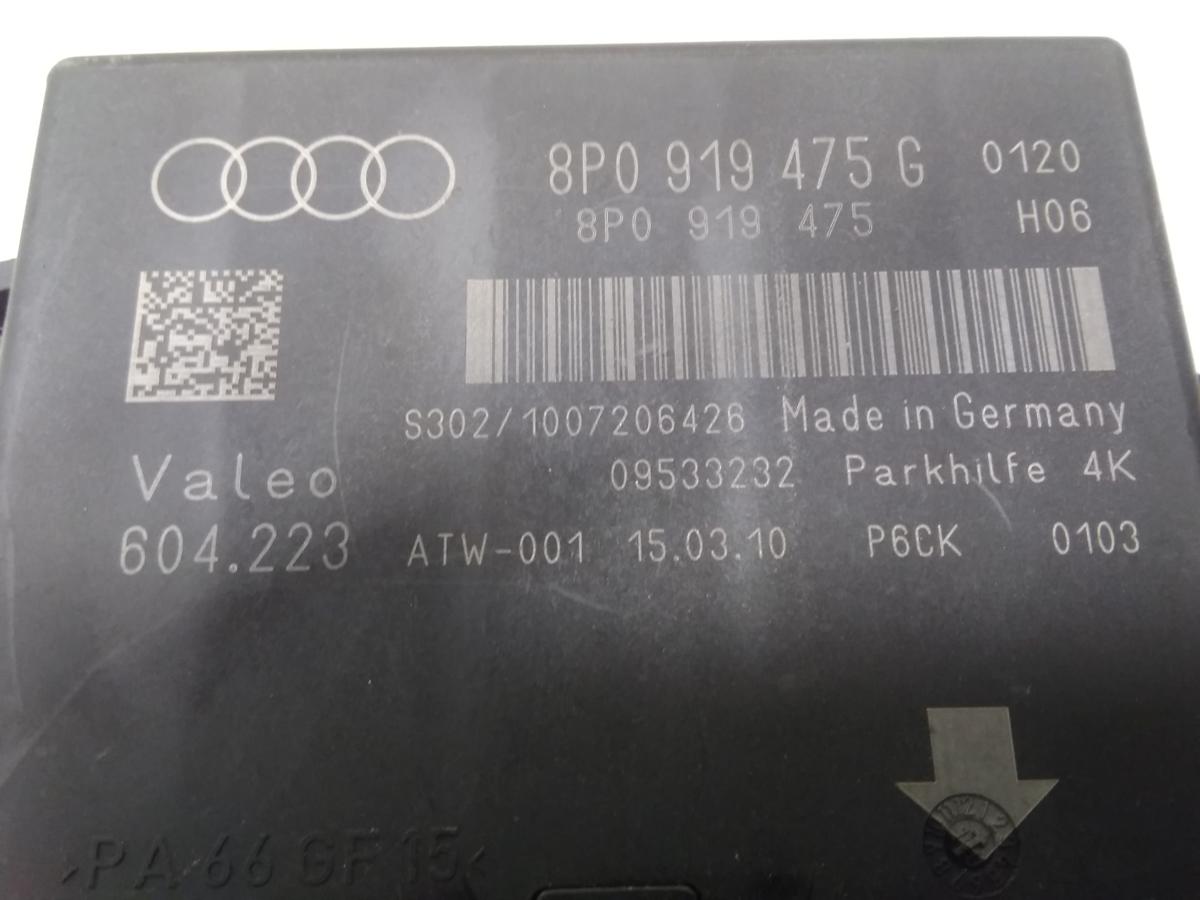 8P0 919 475 G 0120
8P0 919 475 H06
S302/1007206426 Made in Germany
Valeo 09533232 Parkhilfe 4K
604.223 ATW-001 15.03.10 P6CK 0103
>PA 66 GF 15<